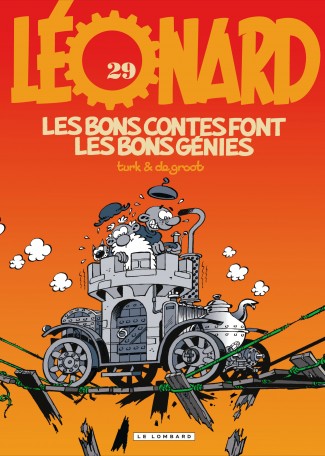 LÉONARD
29
LES BONS CONTES FONT
LES BONS GÉNIES
turk & de groot
LE LOMBARD